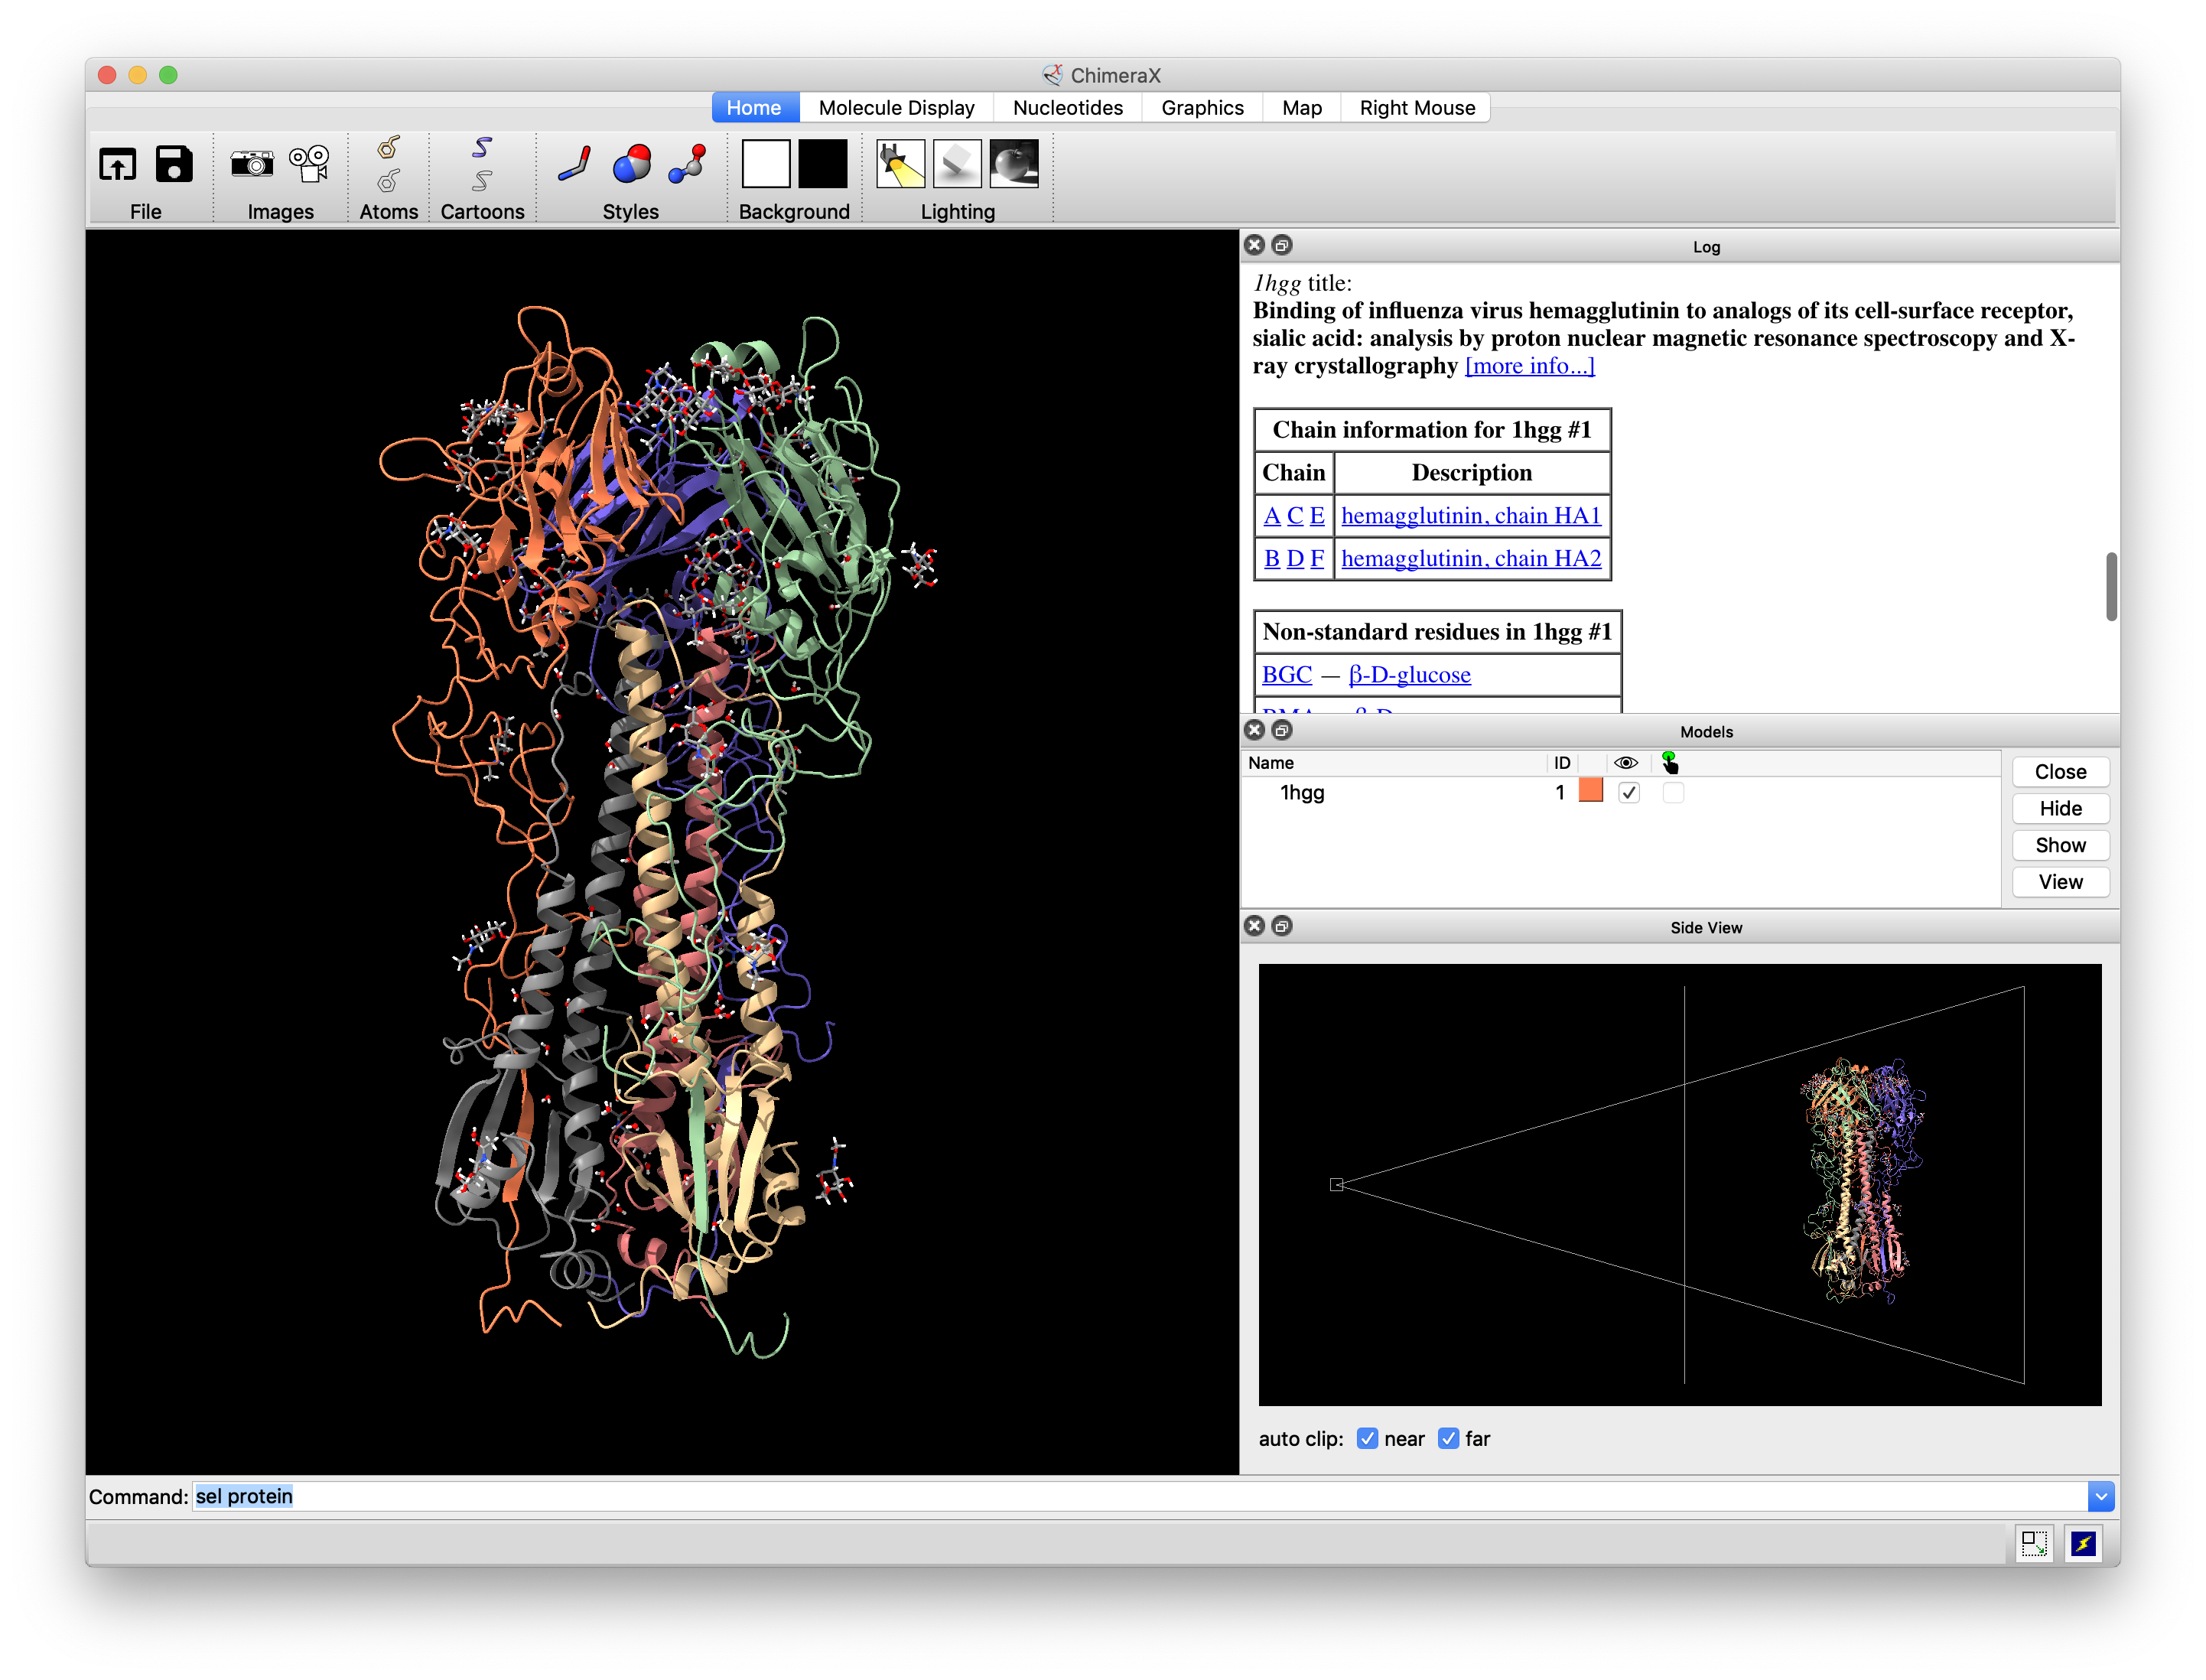 ChimeraX
Home Molecule Display Nucleotides Graphics Map Right Mouse
File Images Atoms Cartoons Styles Background Lighting
Log
1hgg title:
Binding of influenza virus hemagglutinin to analogs of its cell-surface receptor,
sialic acid: analysis by proton nuclear magnetic resonance spectroscopy and X-
ray crystallography [more info...]
Chain information for 1hgg #1
Chain Description
A C E hemagglutinin, chain HA1
B D F hemagglutinin, chain HA2
Non-standard residues in 1hgg #1
BGC — β-D-glucose
Models
Name ID
1hgg 1
Close
Hide
Show
View
Side View
auto clip: near far
Command: sel protein